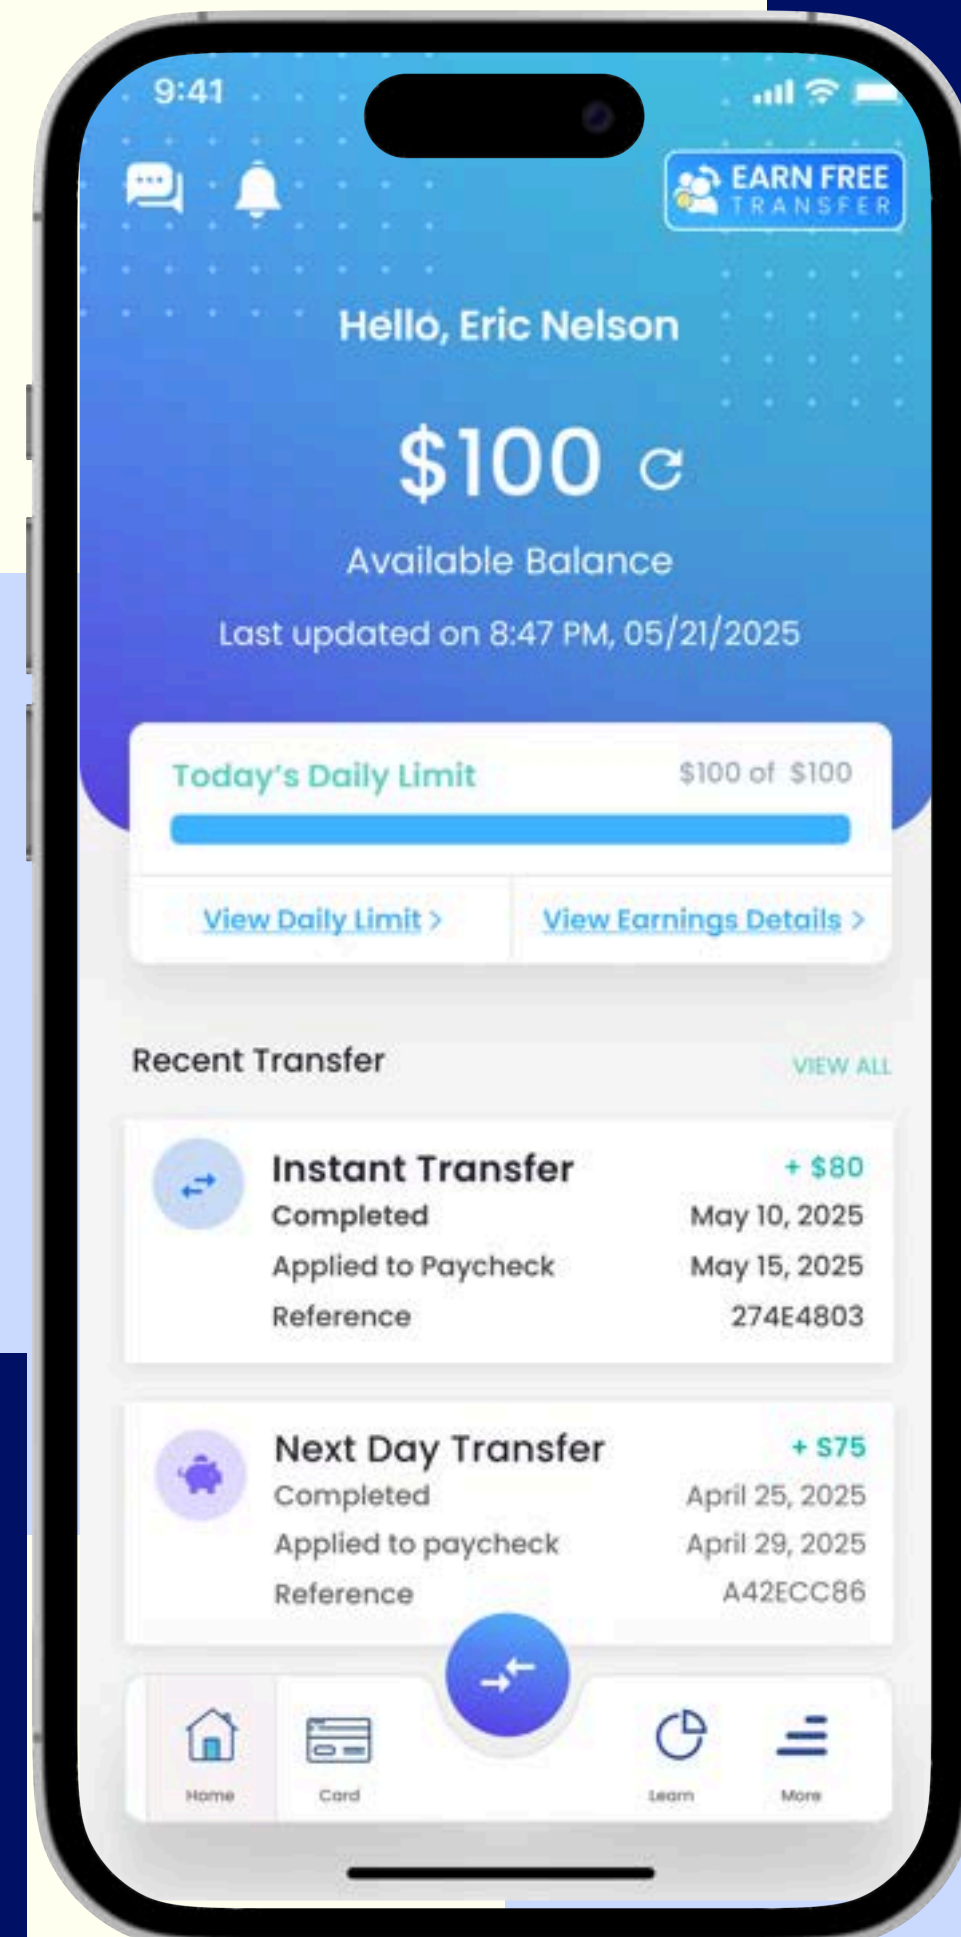 9:41
EARN FREE
TRANSFER
Hello, Eric Nelson
$100
Available Balance
Last updated on 8:47 PM, 05/21/2025
Today's Daily Limit $100 of $100
View Daily Limit > View Earnings Details >
Recent Transfer VIEW ALL
Instant Transfer + $80
Completed May 10, 2025
Applied to Paycheck May 15, 2025
Reference 274E4803
Next Day Transfer + $75
Completed April 25, 2025
Applied to paycheck April 29, 2025
Reference A42ECC86
Home Card Learn More